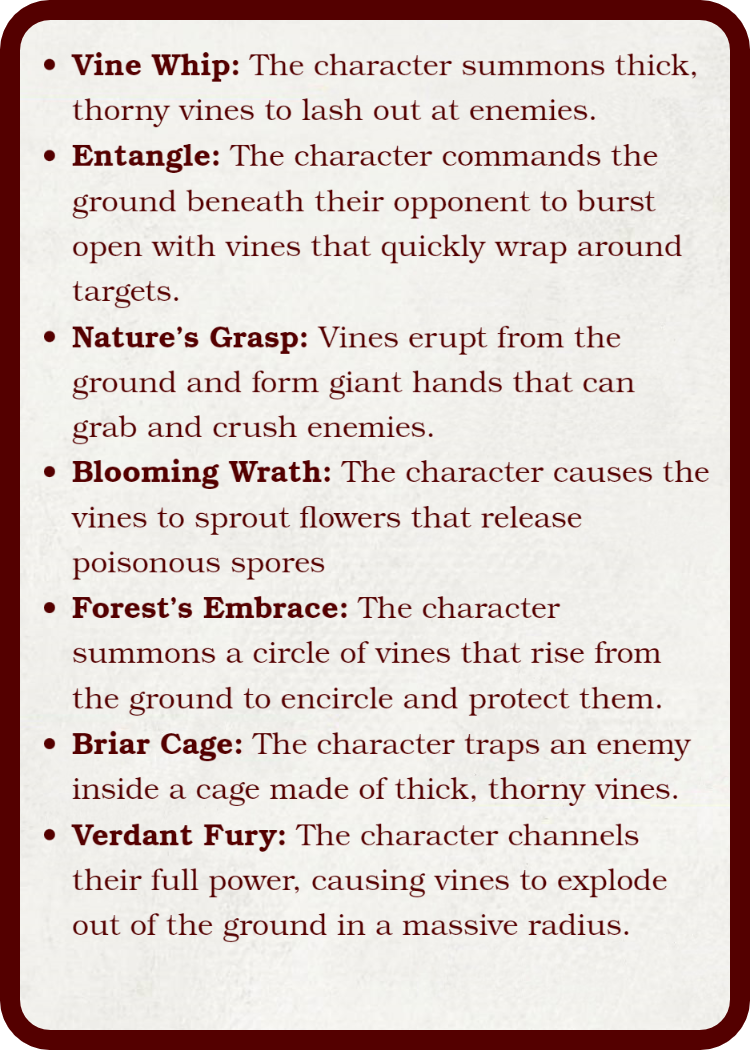 • Vine Whip: The character summons thick,
thorny vines to lash out at enemies.
• Entangle: The character commands the
ground beneath their opponent to burst
open with vines that quickly wrap around
targets.
• Nature’s Grasp: Vines erupt from the
ground and form giant hands that can
grab and crush enemies.
• Blooming Wrath: The character causes the
vines to sprout flowers that release
poisonous spores
• Forest’s Embrace: The character
summons a circle of vines that rise from
the ground to encircle and protect them.
• Briar Cage: The character traps an enemy
inside a cage made of thick, thorny vines.
• Verdant Fury: The character channels
their full power, causing vines to explode
out of the ground in a massive radius.